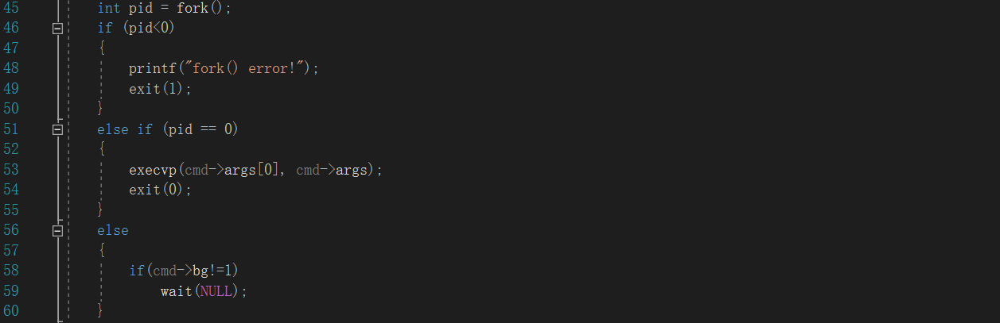 45 int pid = fork();
46 if (pid<0)
47 {
48 printf("fork() error!");
49 exit(1);
50 }
51 else if (pid == 0)
52 {
53 execvp(cmd->args[0], cmd->args);
54 exit(0);
55 }
56 else
57 {
58 if(cmd->bg!=1)
59 wait(NULL);
60 }